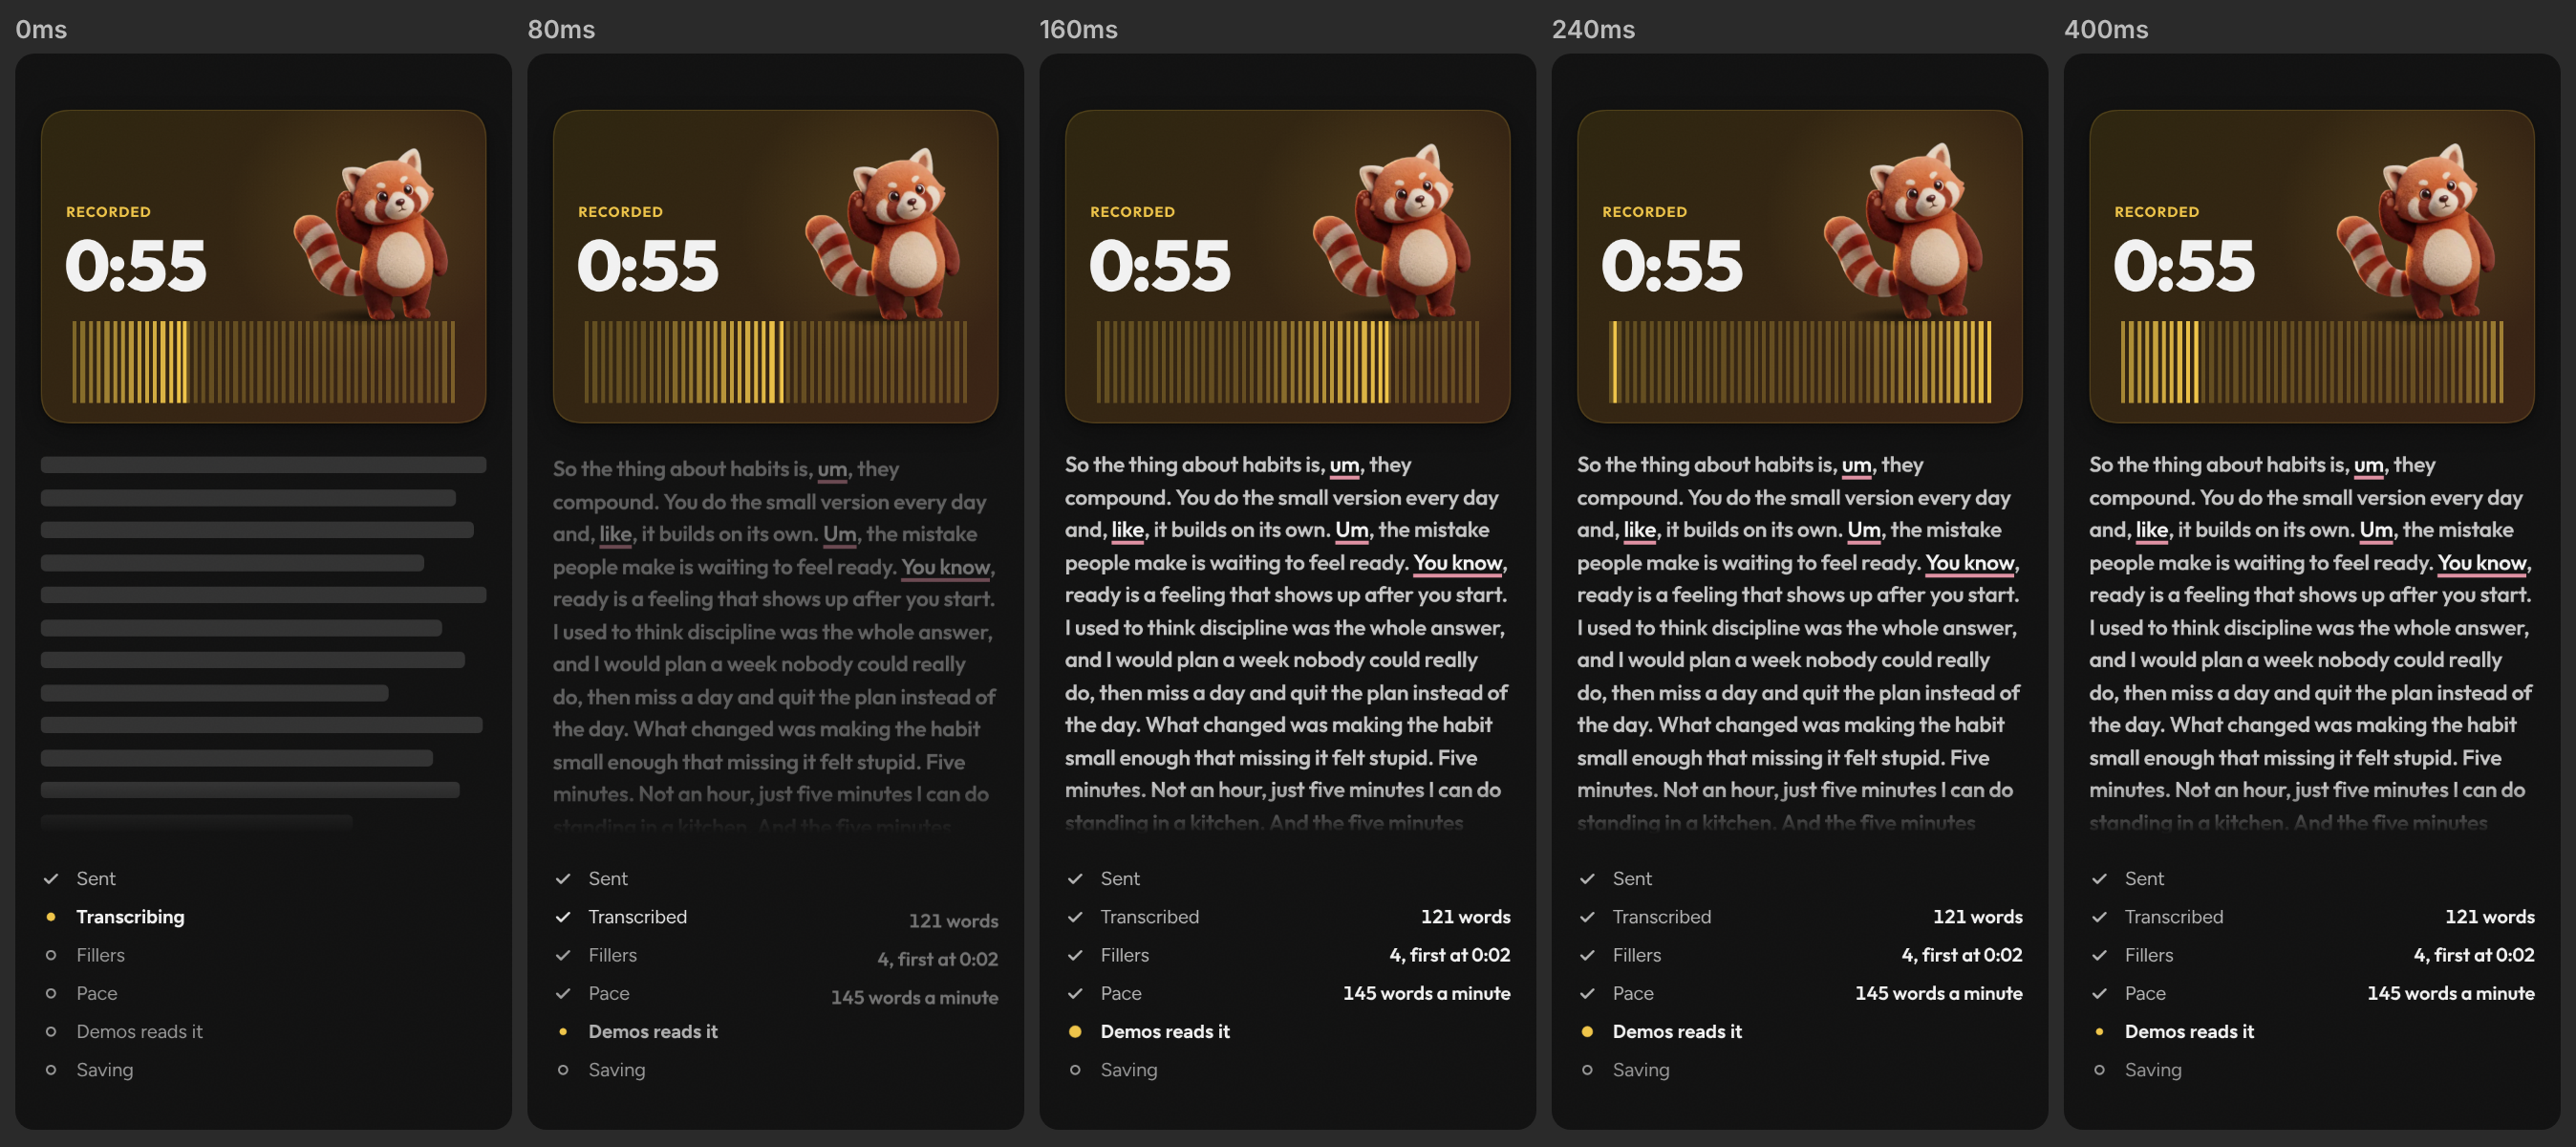 0ms
RECORDED
0:55
Sent
Transcribing
Fillers
Pace
Demos reads it
Saving
80ms
RECORDED
0:55
So the thing about habits is, um, they
compound. You do the small version every day
and, like, it builds on its own. Um, the mistake
people make is waiting to feel ready. You know,
ready is a feeling that shows up after you start.
I used to think discipline was the whole answer,
and I would plan a week nobody could really
do, then miss a day and quit the plan instead of
the day. What changed was making the habit
small enough that missing it felt stupid. Five
minutes. Not an hour, just five minutes I can do
standing in a kitchen. And the five minutes
Sent
Transcribed 121 words
Fillers 4, first at 0:02
Pace 145 words a minute
Demos reads it
Saving
160ms
RECORDED
0:55
So the thing about habits is, um, they
compound. You do the small version every day
and, like, it builds on its own. Um, the mistake
people make is waiting to feel ready. You know,
ready is a feeling that shows up after you start.
I used to think discipline was the whole answer,
and I would plan a week nobody could really
do, then miss a day and quit the plan instead of
the day. What changed was making the habit
small enough that missing it felt stupid. Five
minutes. Not an hour, just five minutes I can do
standing in a kitchen. And the five minutes
Sent
Transcribed 121 words
Fillers 4, first at 0:02
Pace 145 words a minute
Demos reads it
Saving
240ms
RECORDED
0:55
So the thing about habits is, um, they
compound. You do the small version every day
and, like, it builds on its own. Um, the mistake
people make is waiting to feel ready. You know,
ready is a feeling that shows up after you start.
I used to think discipline was the whole answer,
and I would plan a week nobody could really
do, then miss a day and quit the plan instead of
the day. What changed was making the habit
small enough that missing it felt stupid. Five
minutes. Not an hour, just five minutes I can do
standing in a kitchen. And the five minutes
Sent
Transcribed 121 words
Fillers 4, first at 0:02
Pace 145 words a minute
Demos reads it
Saving
400ms
RECORDED
0:55
So the thing about habits is, um, they
compound. You do the small version every day
and, like, it builds on its own. Um, the mistake
people make is waiting to feel ready. You know,
ready is a feeling that shows up after you start.
I used to think discipline was the whole answer,
and I would plan a week nobody could really
do, then miss a day and quit the plan instead of
the day. What changed was making the habit
small enough that missing it felt stupid. Five
minutes. Not an hour, just five minutes I can do
standing in a kitchen. And the five minutes
Sent
Transcribed 121 words
Fillers 4, first at 0:02
Pace 145 words a minute
Demos reads it
Saving